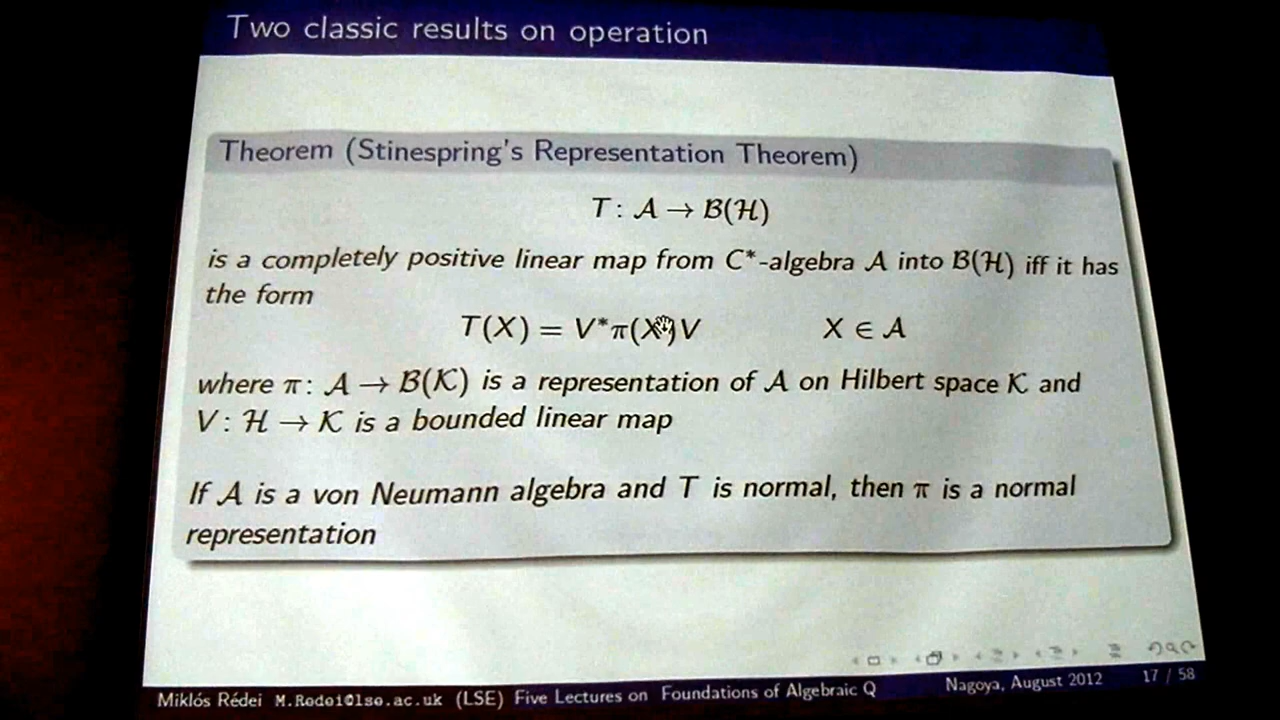 Two classic results on operation
Theorem (Stinespring's Representation Theorem)
T : 𝒜 → ℬ(ℋ)
is a completely positive linear map from C*-algebra 𝒜 into ℬ(ℋ) iff it has
the form
T(X) = V*π(X)V X ∈ 𝒜
where π : 𝒜 → ℬ(𝒦) is a representation of 𝒜 on Hilbert space 𝒦 and
V : ℋ → 𝒦 is a bounded linear map
If 𝒜 is a von Neumann algebra and T is normal, then π is a normal
representation
Miklós Rédei M.Redei@lse.ac.uk (LSE) Five Lectures on Foundations of Algebraic Q Nagoya, August 2012 17 / 58